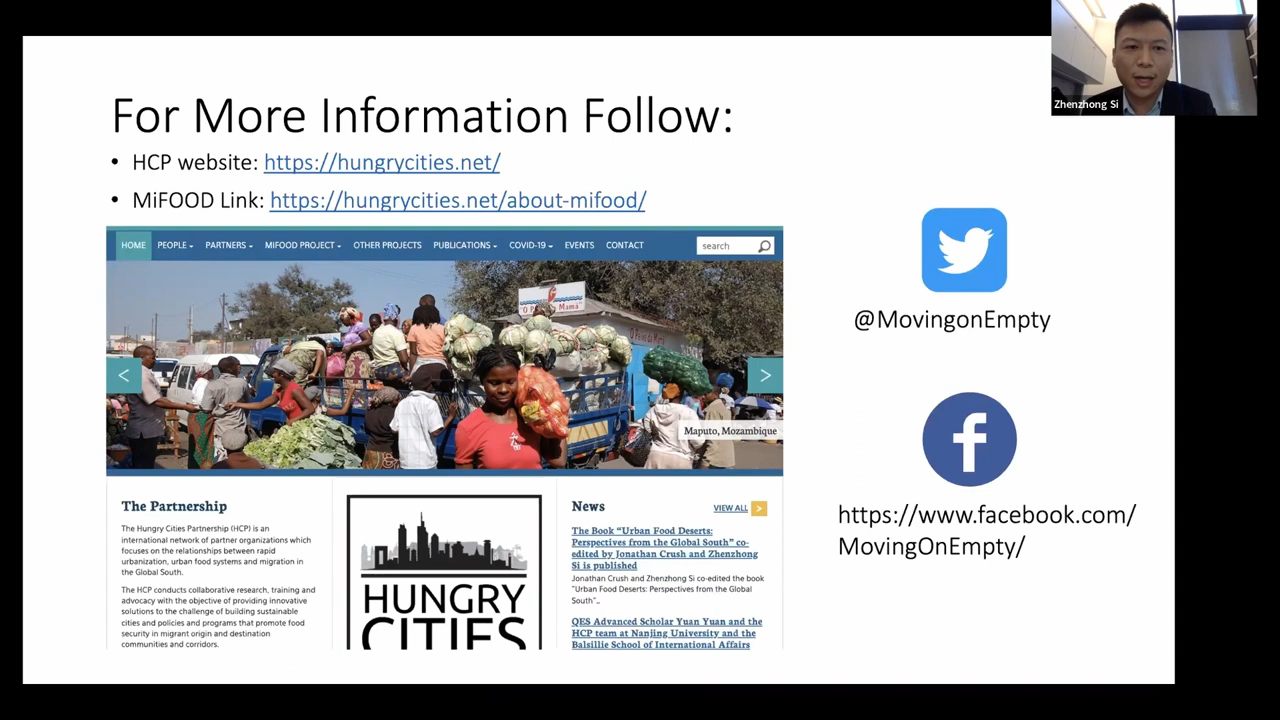 Zhenzhong Si
For More Information Follow:
• HCP website: https://hungrycities.net/
• MiFOOD Link: https://hungrycities.net/about-mifood/
HOME PEOPLE PARTNERS MIFOOD PROJECT OTHER PROJECTS PUBLICATIONS COVID-19 EVENTS CONTACT search
Maputo, Mozambique
< >
The Partnership
The Hungry Cities Partnership (HCP) is an
international network of partner organizations which
focuses on the relationships between rapid
urbanization, urban food systems and migration in
the Global South.
The HCP conducts collaborative research, training and
advocacy with the objective of providing innovative
solutions to the challenge of building sustainable
cities and policies and programs that promote food
security in migrant origin and destination
communities and corridors.
HUNGRY
CITIES
News VIEW ALL >
The Book “Urban Food Deserts:
Perspectives from the Global South” co-
edited by Jonathan Crush and Zhenzhong
Si is published
Jonathan Crush and Zhenzhong Si co-edited the book
"Urban Food Deserts: Perspectives from the Global
South"...
QES Advanced Scholar Yuan Yuan and the
HCP team at Nanjing University and the
Balsillie School of International Affairs
@MovingonEmpty
f
https://www.facebook.com/
MovingOnEmpty/